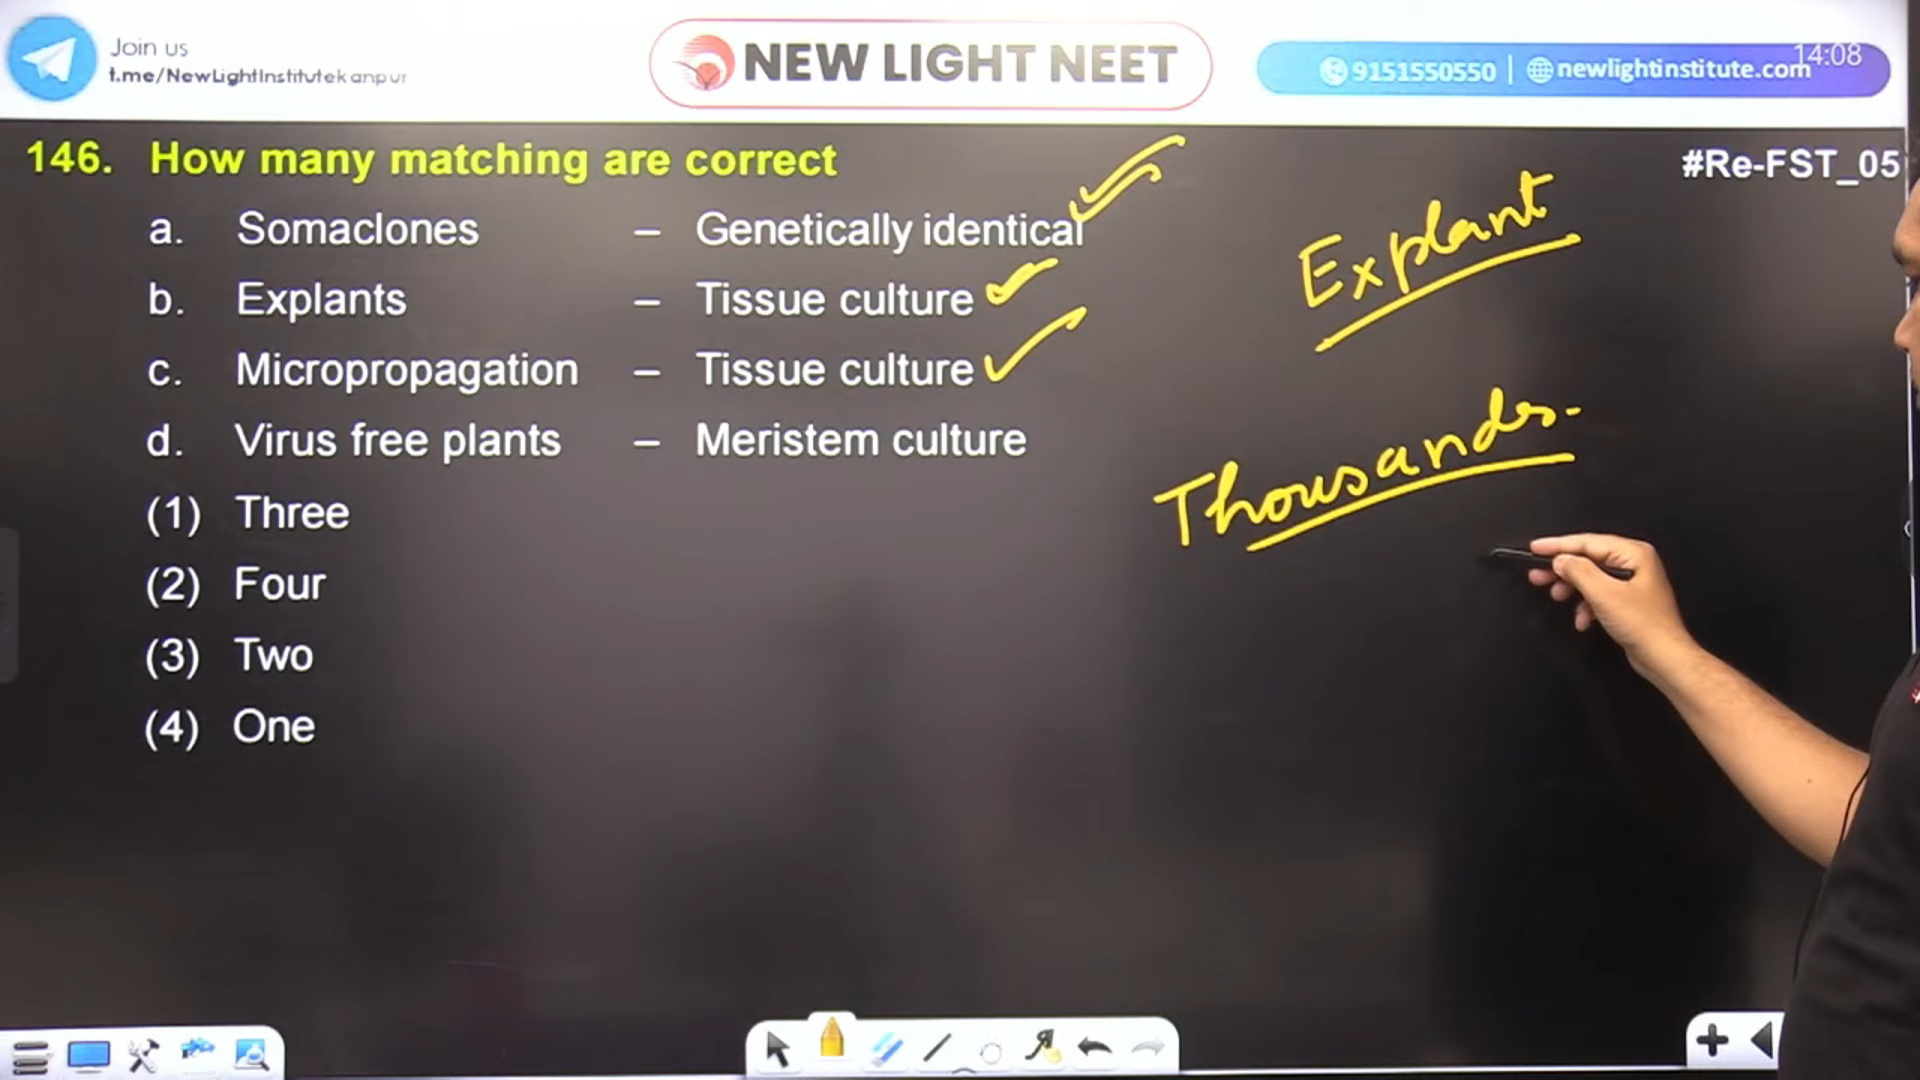 Join us
t.me/NewLightInstitutekanpur
NEW LIGHT NEET
9151550550 | newlightinstitute.com
14:08
146. How many matching are correct
#Re-FST_05
a. Somaclones – Genetically identical
b. Explants – Tissue culture
c. Micropropagation – Tissue culture
d. Virus free plants – Meristem culture
(1) Three
(2) Four
(3) Two
(4) One
Explant
Thousandes-